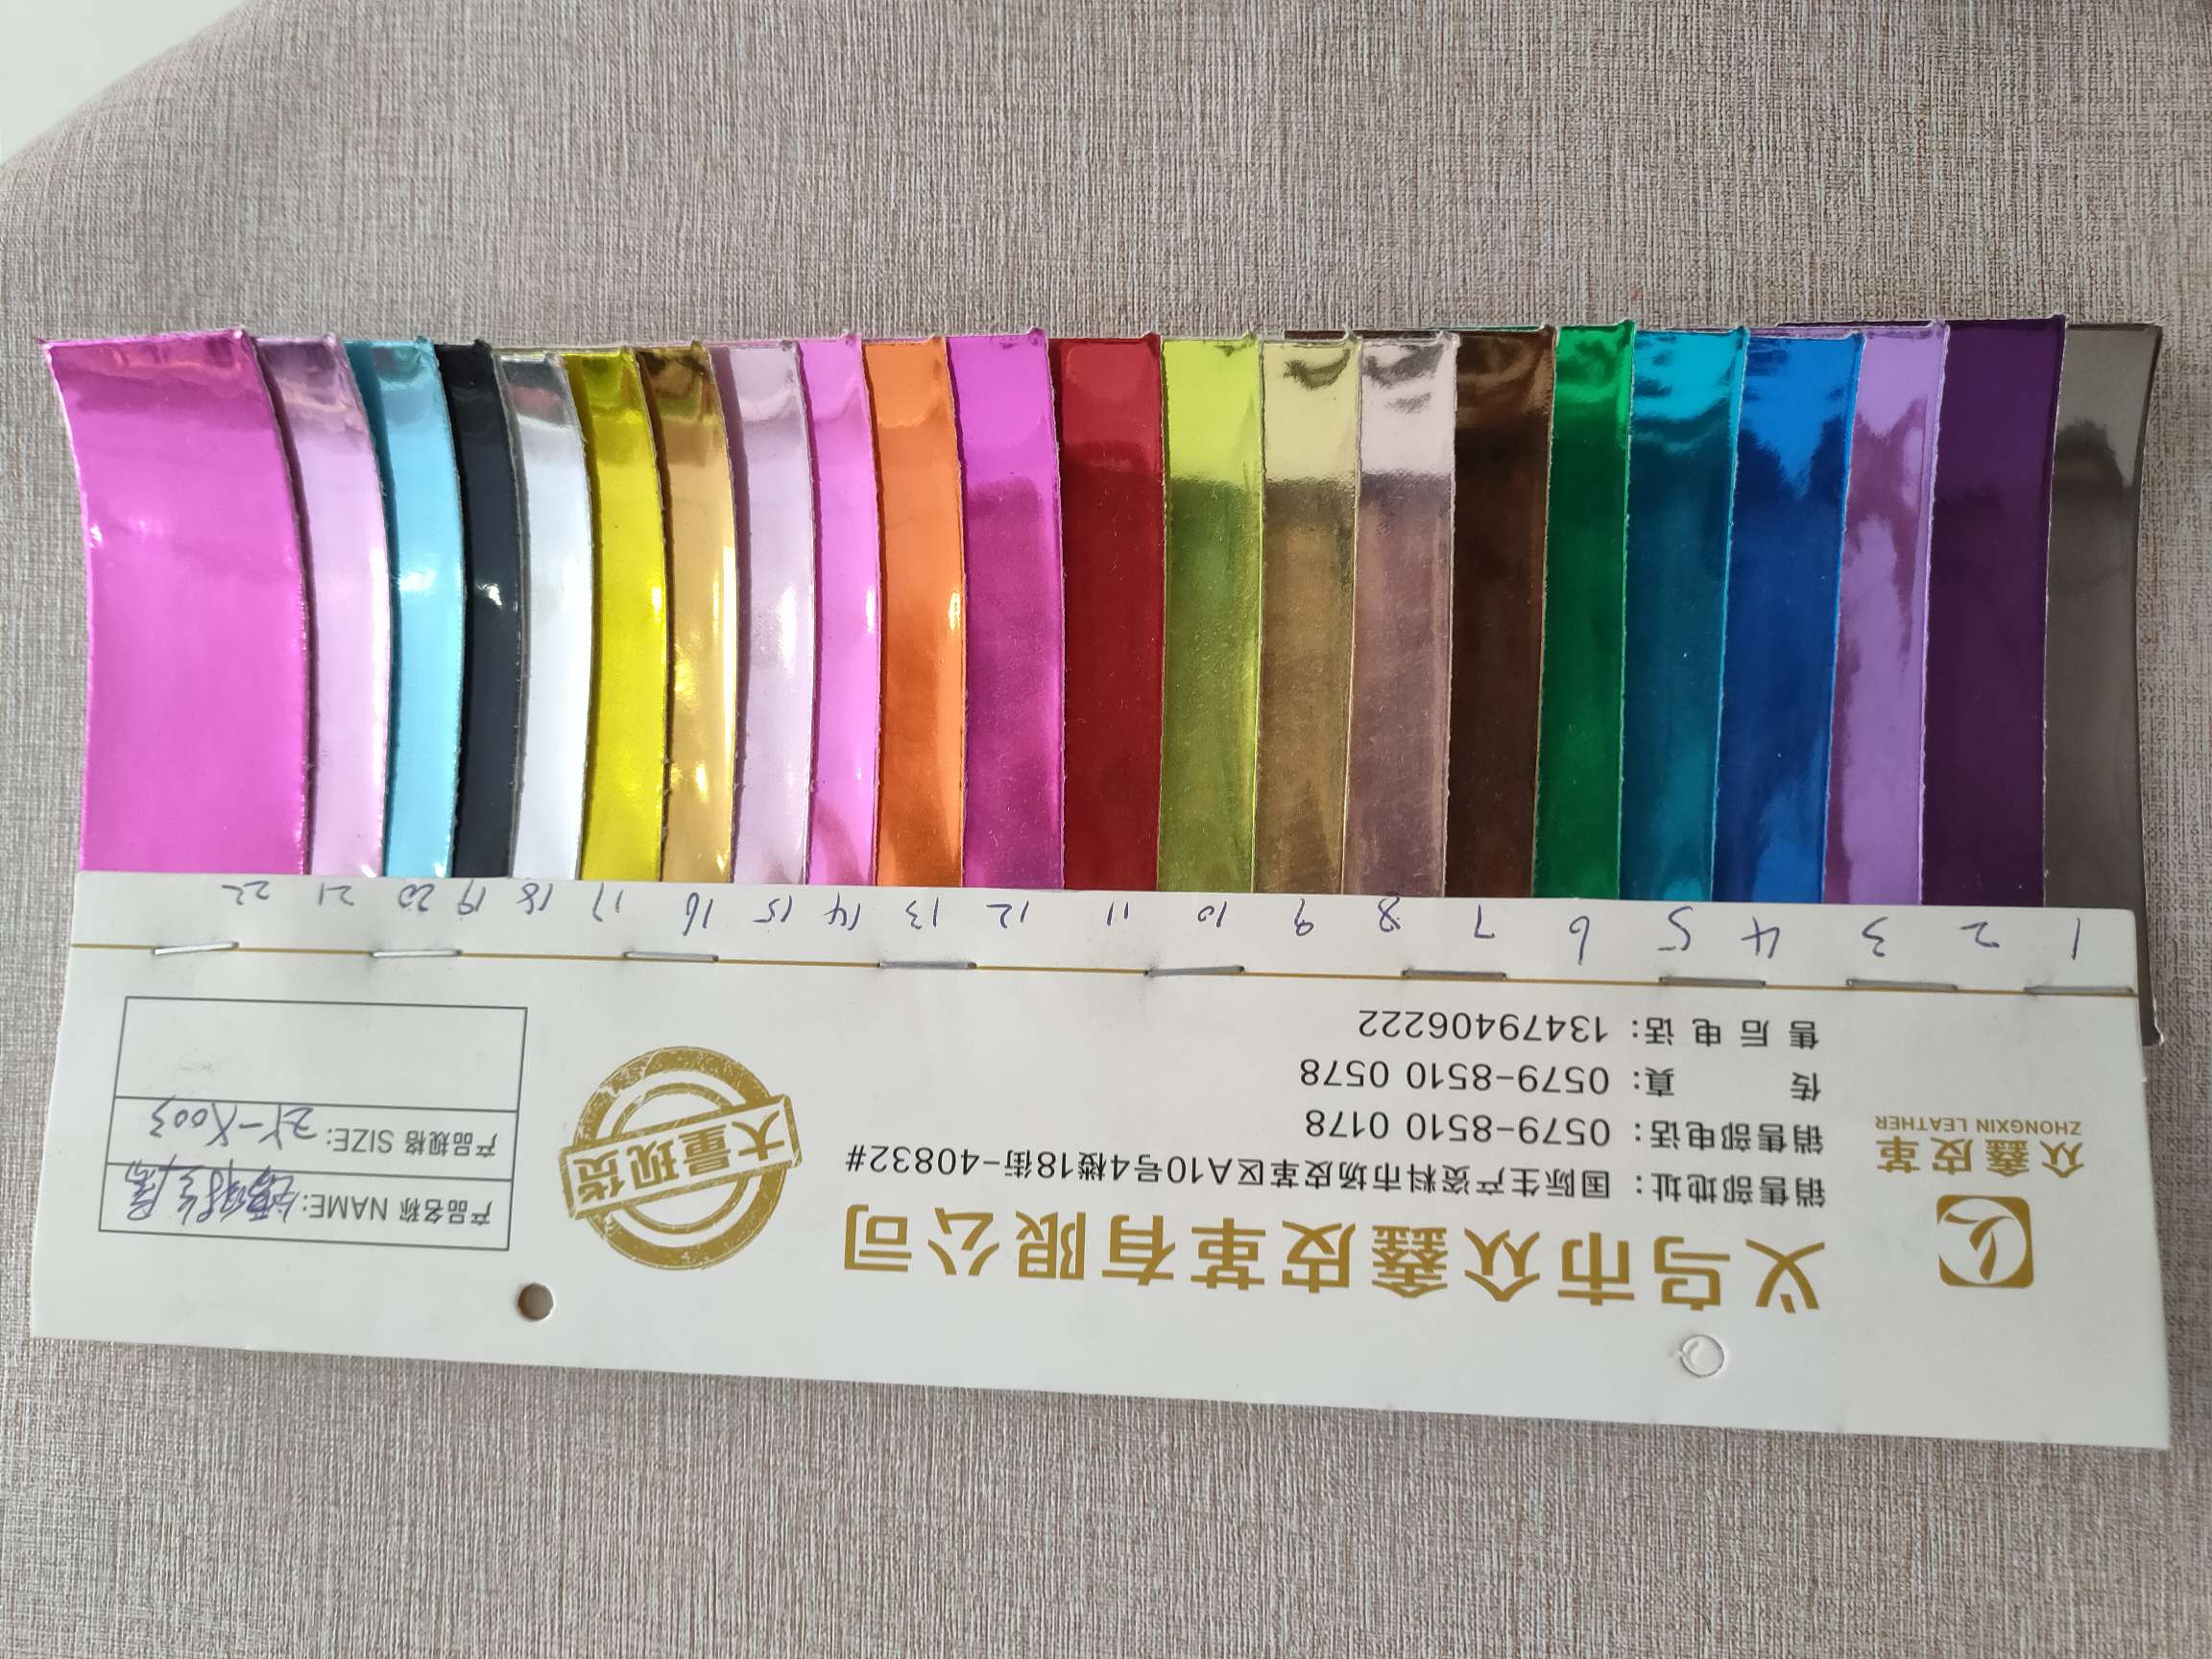 义乌市众鑫皮革有限公司
众鑫皮革
ZHONGXIN LEATHER
销售部地址：国际生产资料市场皮革区A10号4楼18街-40832#
销售部电话：0579-8510 0178
传 真：0579-8510 0578
售后电话：13479406222
大量现货
产品名称 NAME:
产品规格 SIZE: ZY-X003
1 2 3 4 5 6 7 8 9 10 11 12 13 14 15 16 17 18 19 20 21 22